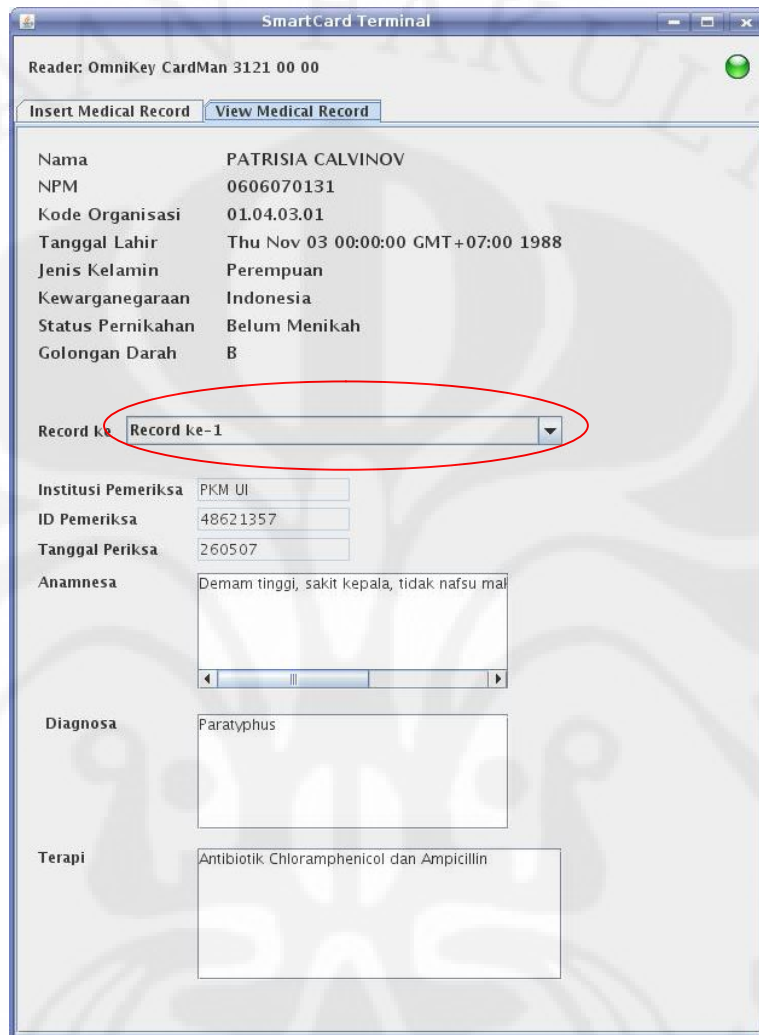 SmartCard Terminal
Reader: OmniKey CardMan 3121 00 00
Insert Medical Record View Medical Record
Nama PATRISIA CALVINOV
NPM 0606070131
Kode Organisasi 01.04.03.01
Tanggal Lahir Thu Nov 03 00:00:00 GMT+07:00 1988
Jenis Kelamin Perempuan
Kewarganegaraan Indonesia
Status Pernikahan Belum Menikah
Golongan Darah B
Record ke Record ke-1
Institusi Pemeriksa PKM UI
ID Pemeriksa 48621357
Tanggal Periksa 260507
Anamnesa Demam tinggi, sakit kepala, tidak nafsu
Diagnosa Paratyphus
Terapi Antibiotik Chloramphenicol dan Ampicillin